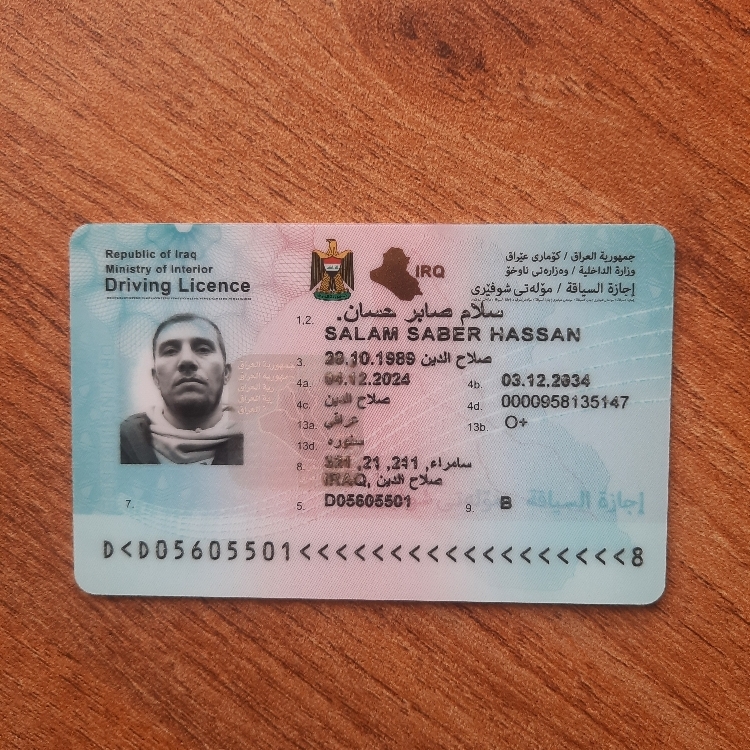 Republic of Iraq
Ministry of Interior
Driving Licence
جمهورية العراق / كۆماری عێراق
وزارة الداخلية / وەزارەتی ناوخۆ
إجازة السياقة / مۆڵەتی شوفێری
IRQ
1,2. سلام صابر حسان.
SALAM SABER HASSAN
3. 29.10.1989 صلاح الدين
4a. 04.12.2024
4b. 03.12.2034
4c. صلاح الدين
4d. 0000958135147
13a. عراقي
13b. O+
13d.
8. سامراء, 211, 21,
صلاح الدين, IRAQ
5. D05605501
7.
9. B
إجازة السياقة
D<D05605501<<<<<<<<<<<<<<<<<<<8